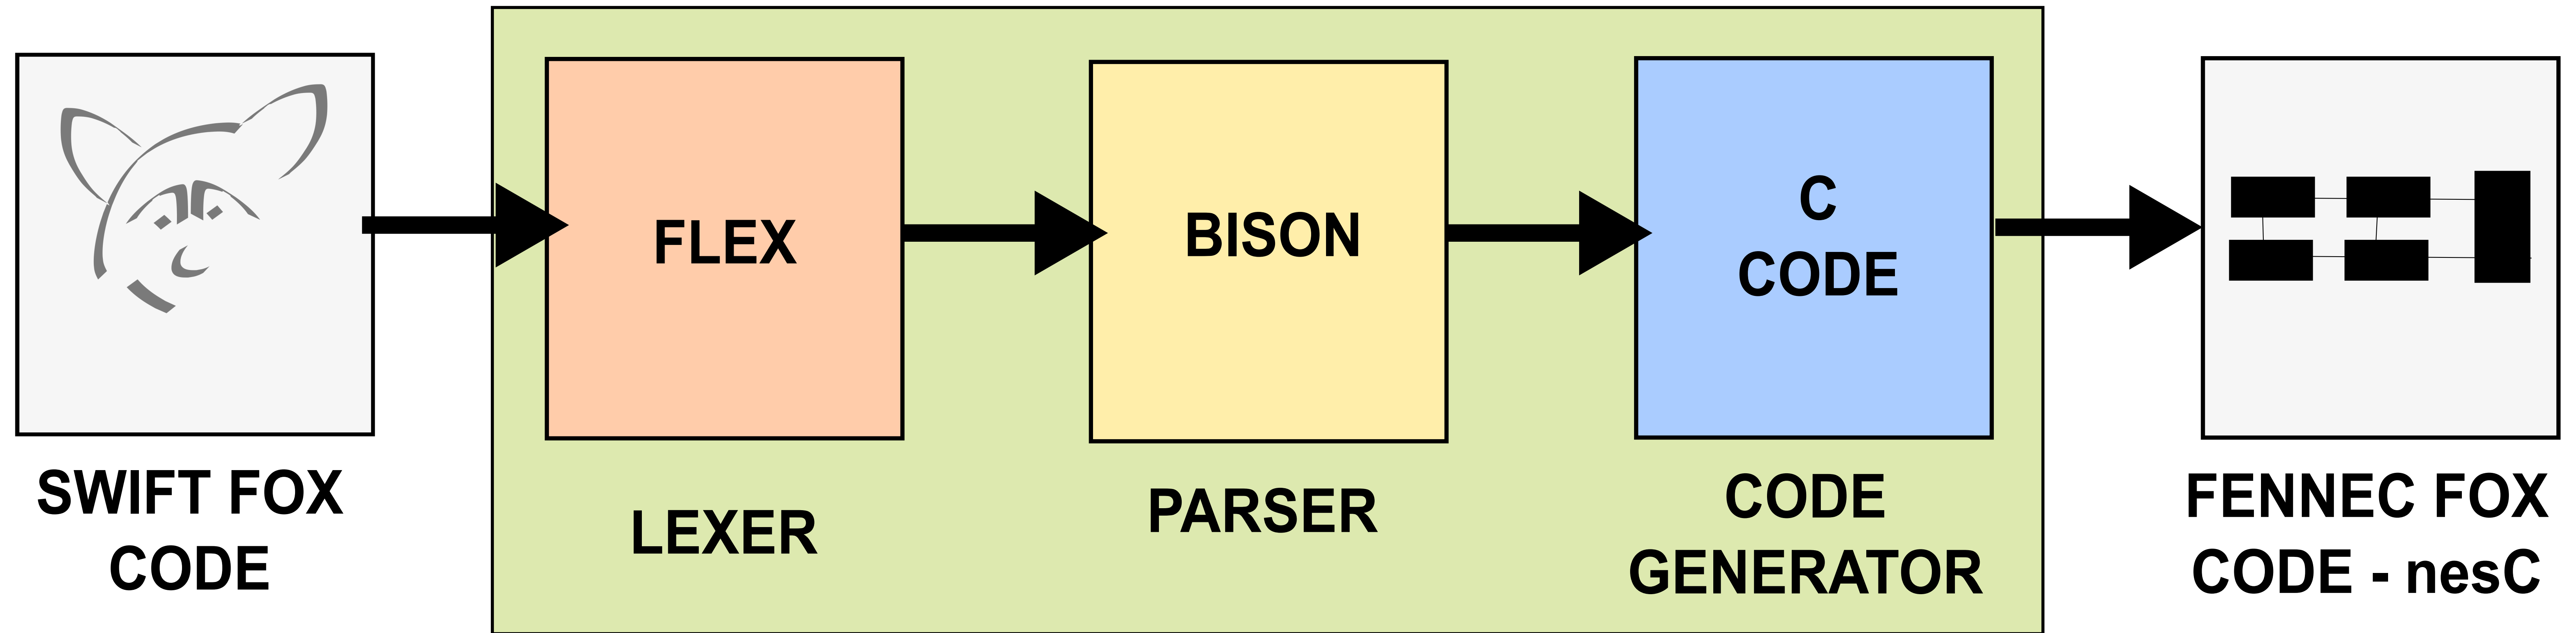 FLEX
BISON
C
CODE
SWIFT FOX
CODE
LEXER
PARSER
CODE
GENERATOR
FENNEC FOX
CODE - nesC